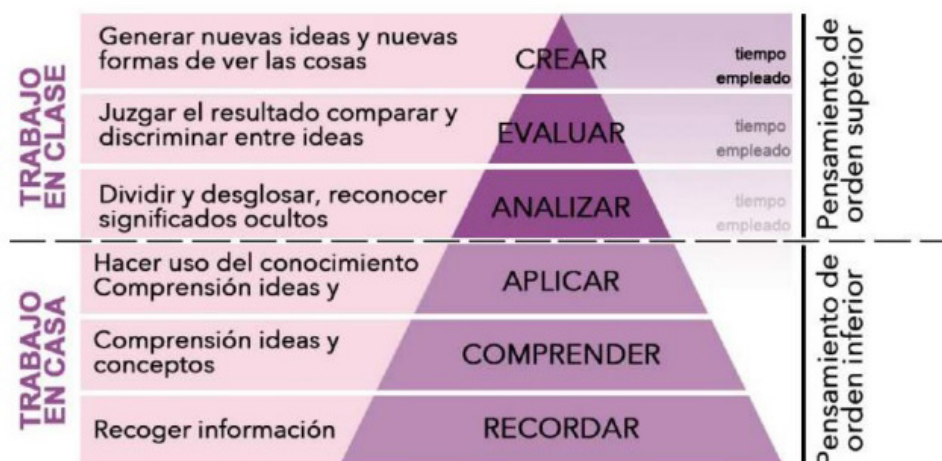 TRABAJO
EN CLASE
Generar nuevas ideas y nuevas
formas de ver las cosas
CREAR
tiempo
empleado
Juzgar el resultado comparar y
discriminar entre ideas
EVALUAR
tiempo
empleado
Dividir y desglosar, reconocer
significados ocultos
ANALIZAR
tiempo
empleado
Pensamiento de
orden superior
TRABAJO
EN CASA
Hacer uso del conocimiento
Comprensión ideas y
APLICAR
Comprensión ideas y
conceptos
COMPRENDER
Recoger información
RECORDAR
Pensamiento de
orden inferior